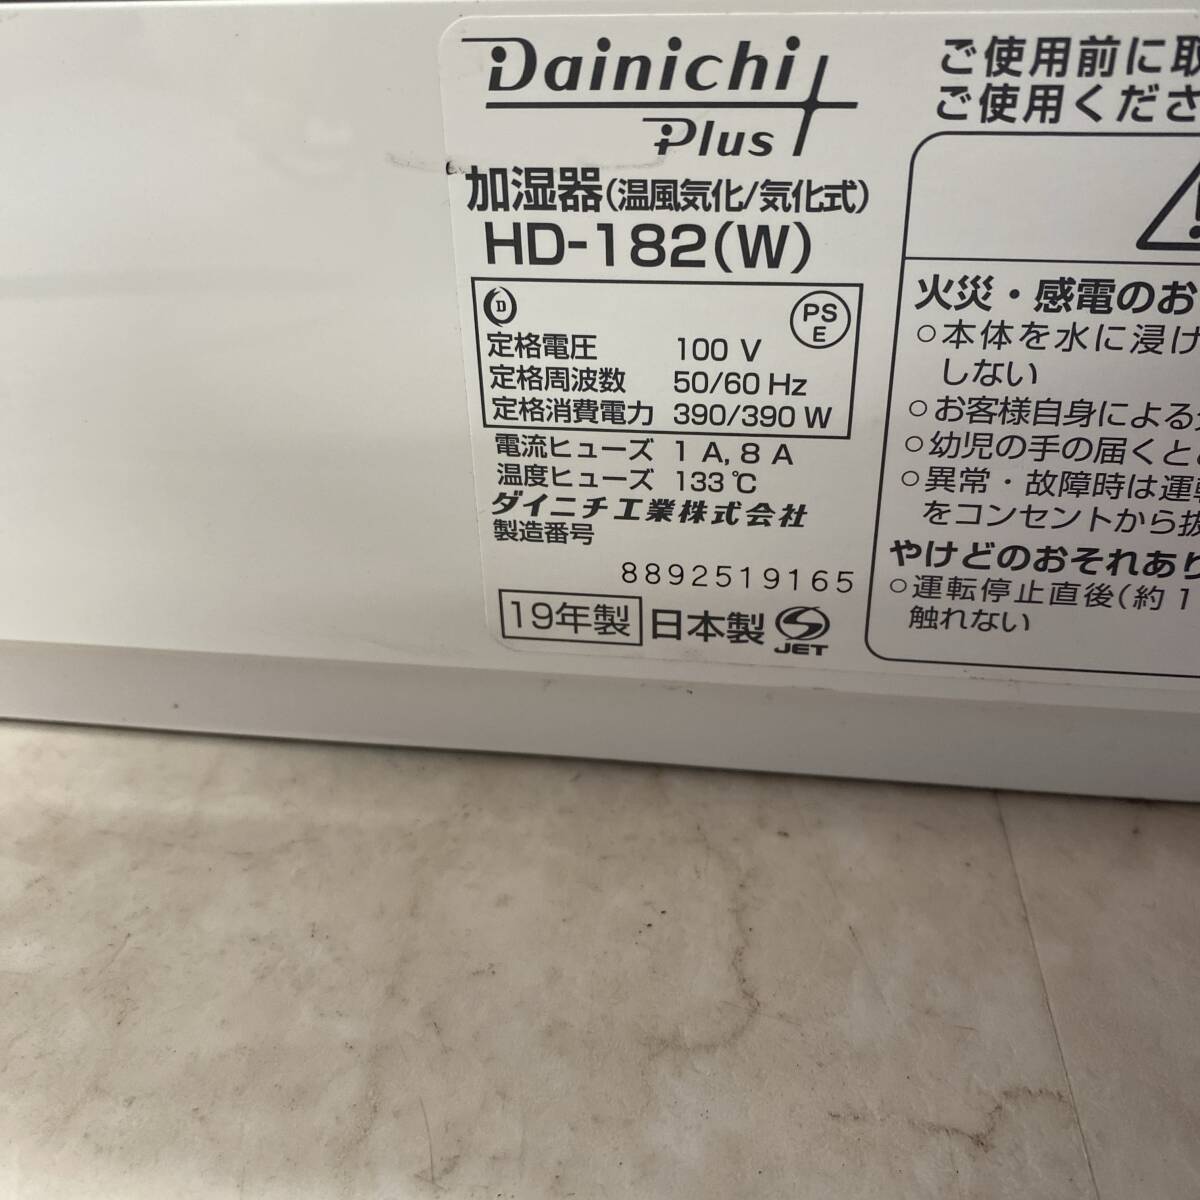 Dainichi
Plus
加湿器(温風気化/気化式)
HD-182(W)
D
PS
E
定格電圧 100 V
定格周波数 50/60 Hz
定格消費電力 390/390 W
電流ヒューズ 1 A, 8 A
温度ヒューズ 133 ℃
ダイニチ工業株式会社
製造番号
8892519165
19年製 日本製 JET
ご使用前に取
ご使用くださ
火災・感電のお
○本体を水に浸け
しない
○お客様自身による
○幼児の手の届くと
○異常・故障時は運転
をコンセントから抜
やけどのおそれあり
○運転停止直後(約1
触れない